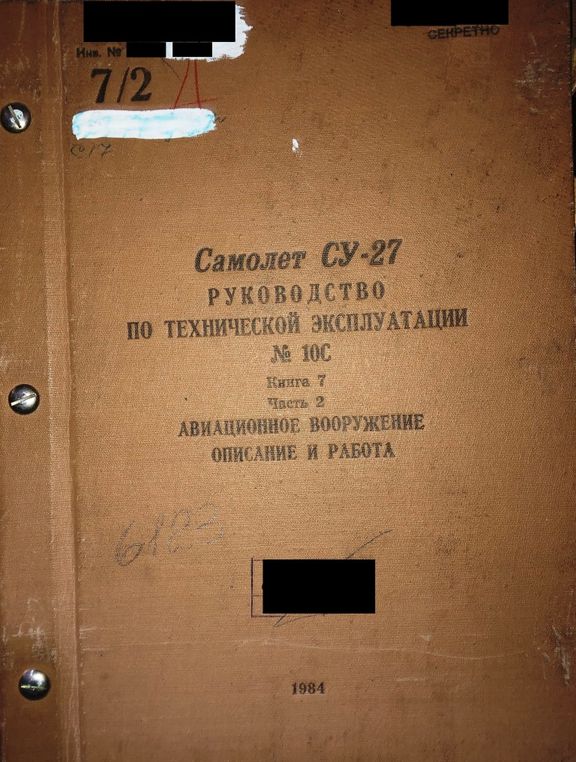 СЕКРЕТНО
Инв. №
7/2
Самолет СУ-27
РУКОВОДСТВО
ПО ТЕХНИЧЕСКОЙ ЭКСПЛУАТАЦИИ
№ 10С
Книга 7
Часть 2
АВИАЦИОННОЕ ВООРУЖЕНИЕ
ОПИСАНИЕ И РАБОТА
1984